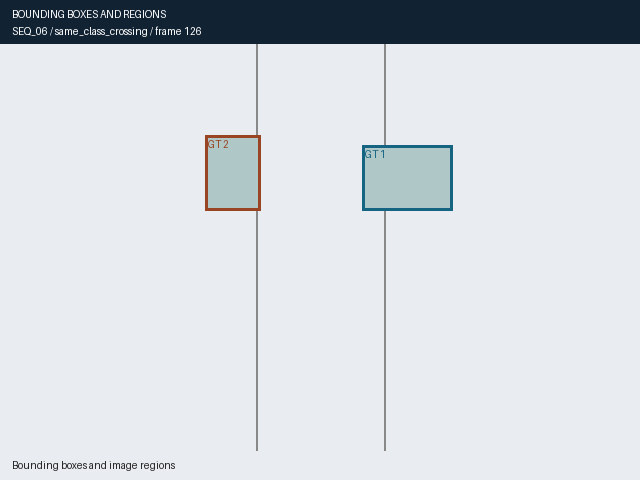 BOUNDING BOXES AND REGIONS
SEQ_06 / same_class_crossing / frame 126
GT2
GT1
Bounding boxes and image regions